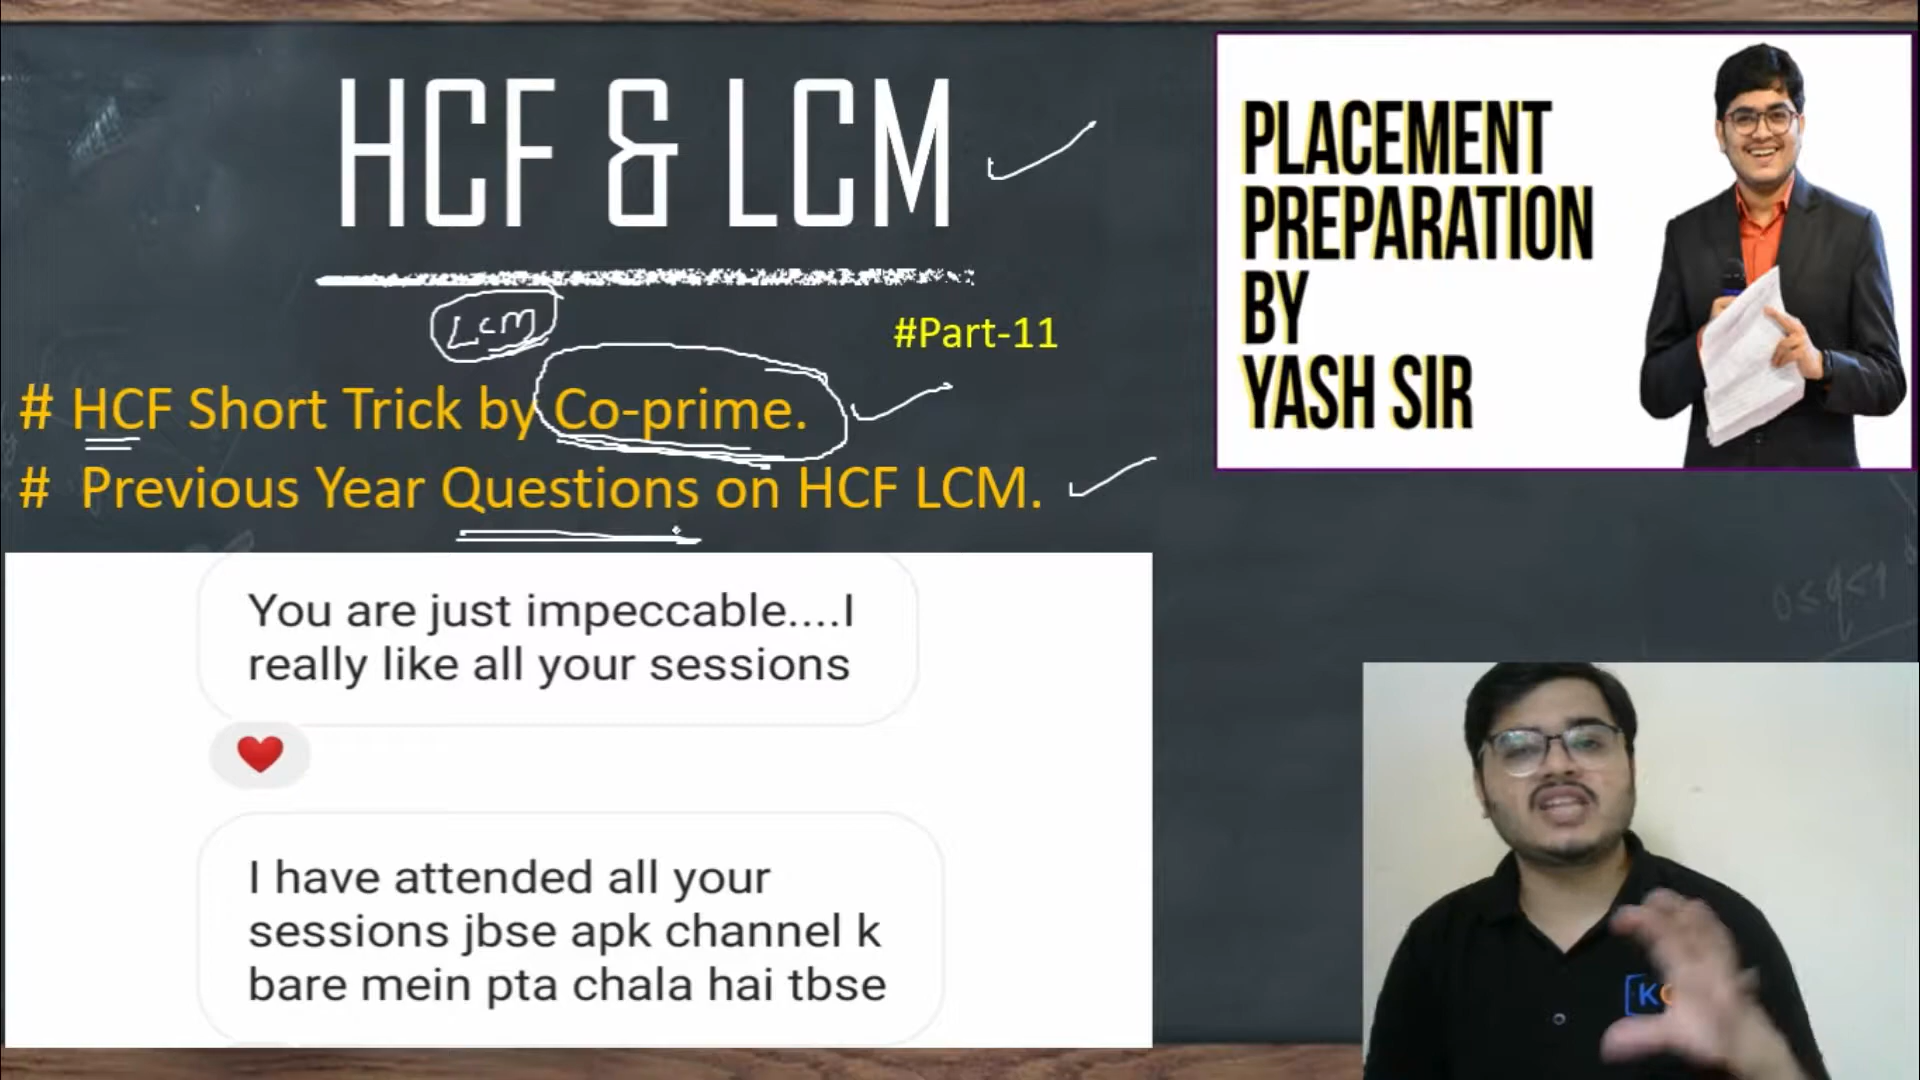 HCF & LCM
LCM
#Part-11
# HCF Short Trick by Co-prime.
# Previous Year Questions on HCF LCM.
PLACEMENT
PREPARATION
BY
YASH SIR
You are just impeccable....I
really like all your sessions
I have attended all your
sessions jbse apk channel k
bare mein pta chala hai tbse
0≤q<1
K